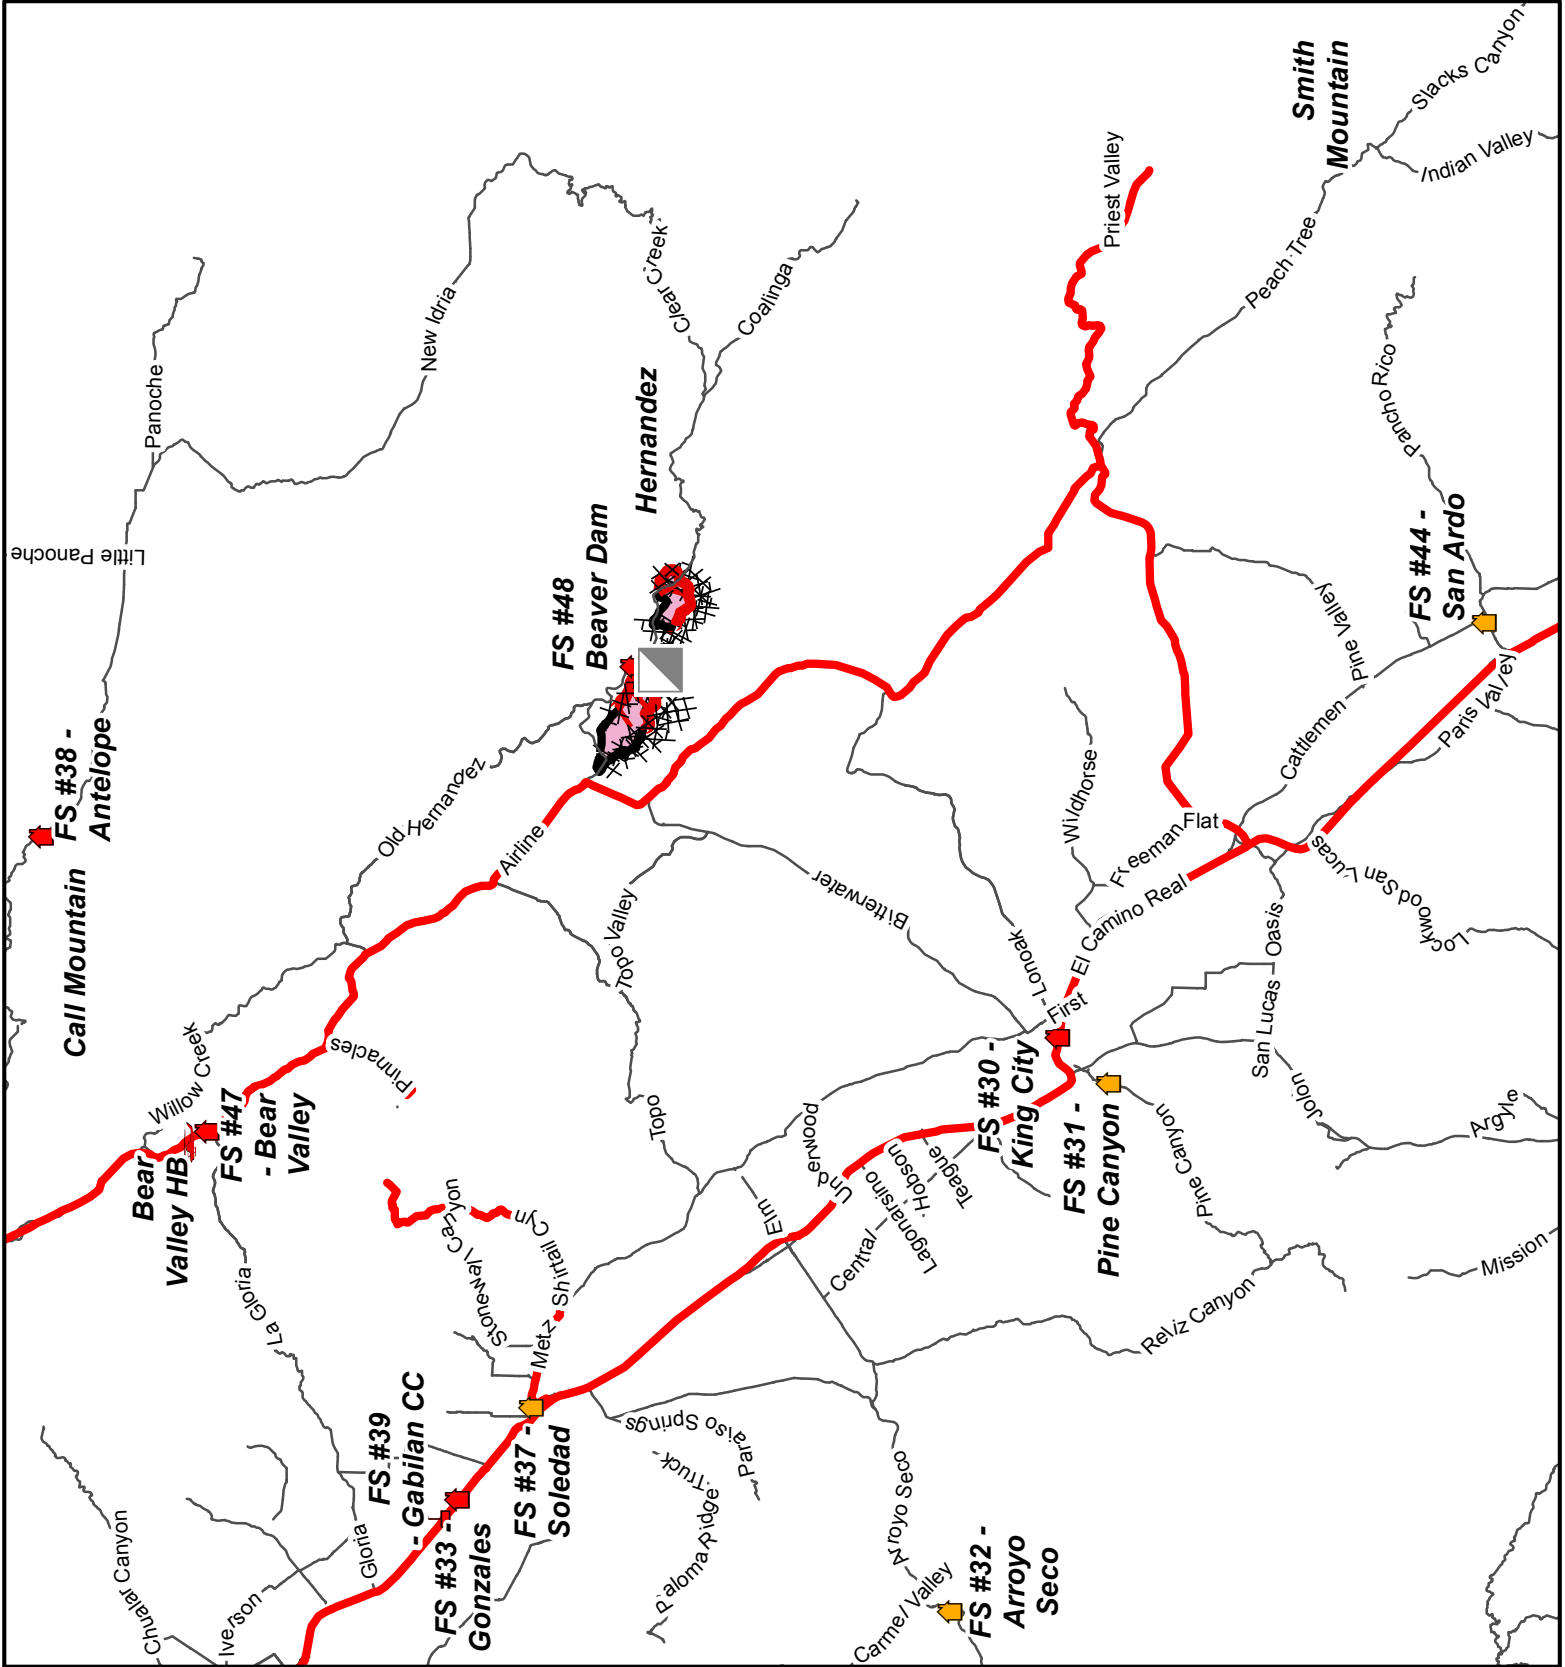 Chualar Canyon
Iverson
Gloria
La Gloria
FS #39
- Gabilan CC
FS #33 -
Gonzales
FS #37 -
Soledad
Metz
Shirtail Cyn
Stoneway Canyon
Paraiso Springs
Paloma Ridge
Truck
Arroyo Seco
Carmel Valley
FS #32 -
Arroyo
Seco
Bear
Valley HB
FS #47
- Bear
Valley
Willow Creek
Pinnacles
Call Mountain
FS #38 -
Antelope
Old Hernandez
Airline
Topo Valley
Topo
Bitterwater
Elm
Central
Underwood
Und
Lagonarsino
Hobson
Teague
FS #30 -
King City
FS #31 -
Pine Canyon
Pine Canyon
Reliz Canyon
Mission
Argyle
Jolon
San Lucas
Oasis
First
Lonoak
El Camino Real
Freeman
Flat
Wildhorse
Lockwood San Lucas
Cattlemen
Pine Valley
Paris Valley
FS #44 -
San Ardo
Pancho Rico
FS #48
Beaver Dam
Hernandez
Little Panoche
Panoche
New Idria
Clear Creek
Coalinga
Priest Valley
Peach Tree
Smith
Mountain
Slacks Canyon
Indian Valley